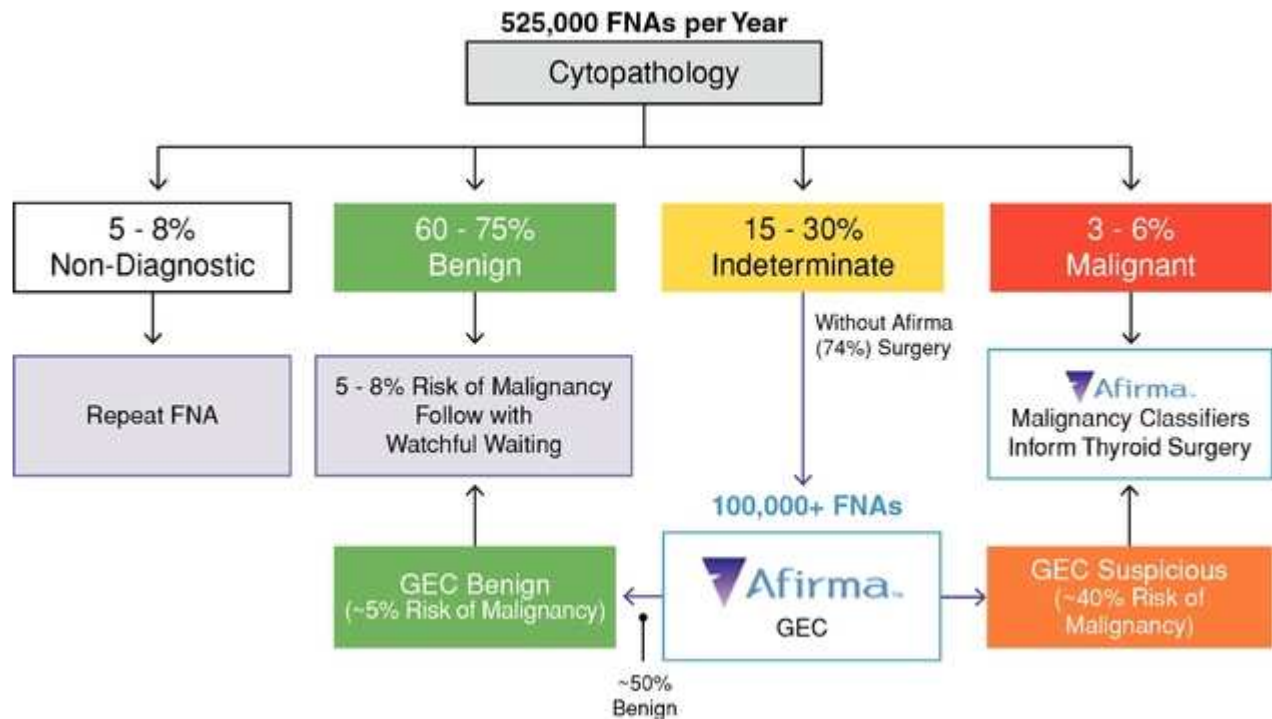 525,000 FNAs per Year
Cytopathology
5 - 8%
Non-Diagnostic
60 - 75%
Benign
15 - 30%
Indeterminate
3 - 6%
Malignant
Without Afirma
(74%) Surgery
Repeat FNA
5 - 8% Risk of Malignancy
Follow with
Watchful Waiting
Afirma™
Malignancy Classifiers
Inform Thyroid Surgery
100,000+ FNAs
GEC Benign
(~5% Risk of Malignancy)
Afirma™
GEC
GEC Suspicious
(~40% Risk of
Malignancy)
~50%
Benign